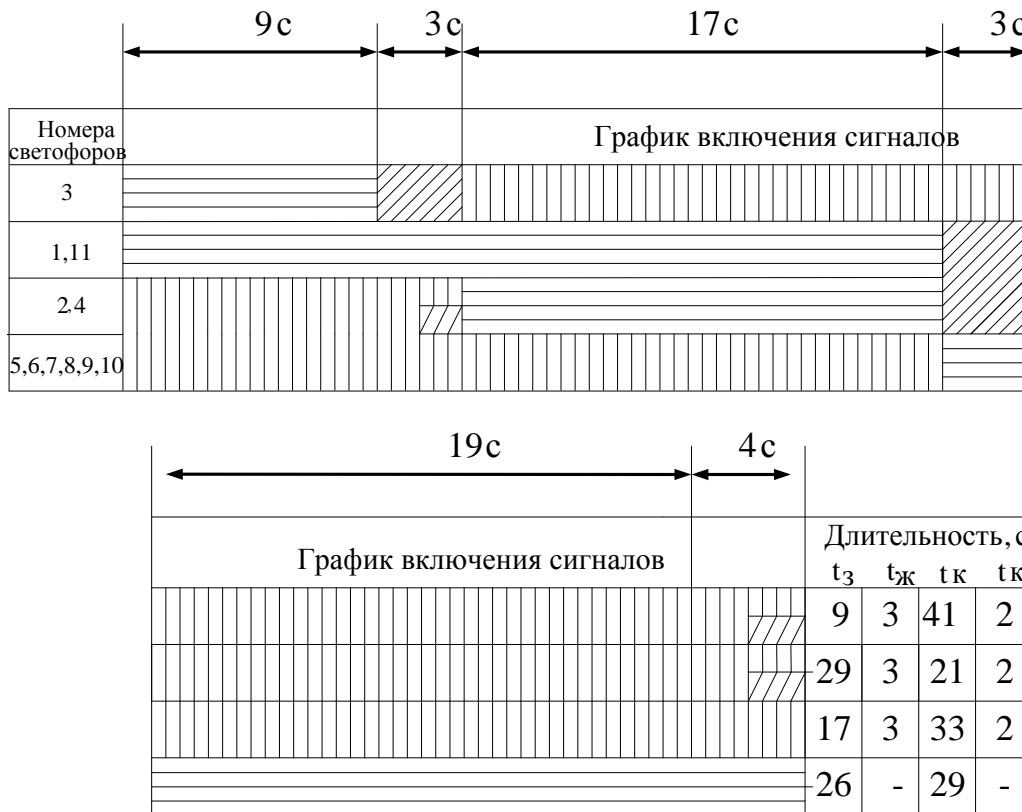 9с 3с 17с 3с
Номера светофоров
График включения сигналов
3
1,11
2,4
5,6,7,8,9,10
19с 4с
График включения сигналов
Длительность, с
tз tж tк tк
9 3 41 2
29 3 21 2
17 3 33 2
26 - 29 -